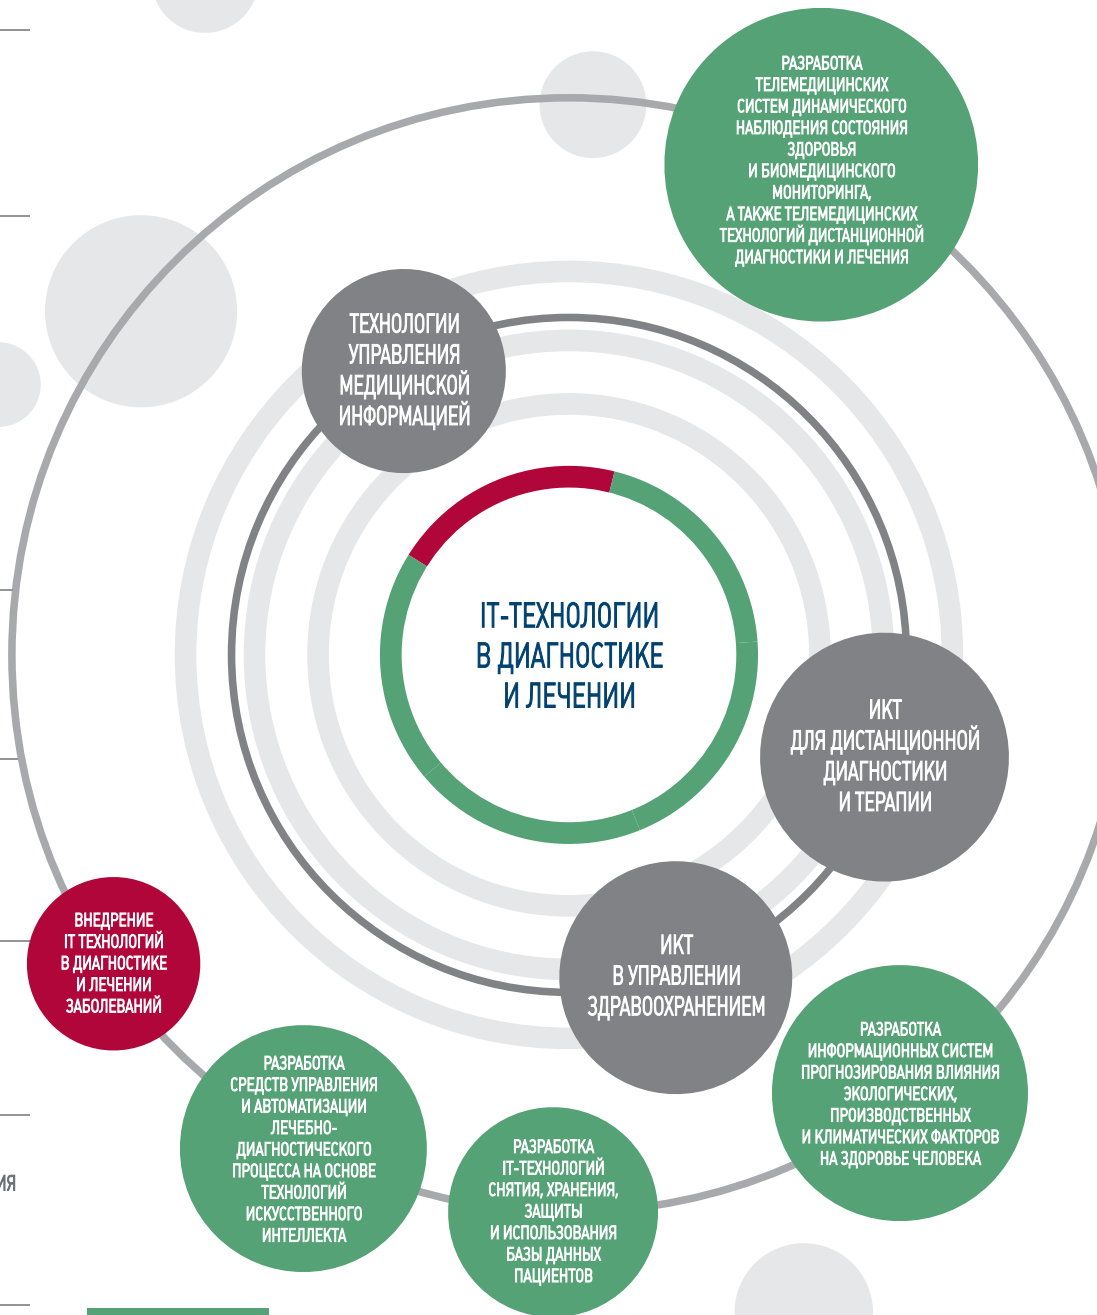 РАЗРАБОТКА
ТЕЛЕМЕДИЦИНСКИХ
СИСТЕМ ДИНАМИЧЕСКОГО
НАБЛЮДЕНИЯ СОСТОЯНИЯ
ЗДОРОВЬЯ
И БИОМЕДИЦИНСКОГО
МОНИТОРИНГА,
А ТАКЖЕ ТЕЛЕМЕДИЦИНСКИХ
ТЕХНОЛОГИЙ ДИСТАНЦИОННОЙ
ДИАГНОСТИКИ И ЛЕЧЕНИЯ
ТЕХНОЛОГИИ
УПРАВЛЕНИЯ
МЕДИЦИНСКОЙ
ИНФОРМАЦИЕЙ
IT-ТЕХНОЛОГИИ
В ДИАГНОСТИКЕ
И ЛЕЧЕНИИ
ИКТ
ДЛЯ ДИСТАНЦИОННОЙ
ДИАГНОСТИКИ
И ТЕРАПИИ
ИКТ
В УПРАВЛЕНИИ
ЗДРАВООХРАНЕНИЕМ
ВНЕДРЕНИЕ
IT ТЕХНОЛОГИЙ
В ДИАГНОСТИКЕ
И ЛЕЧЕНИИ
ЗАБОЛЕВАНИЙ
РАЗРАБОТКА
СРЕДСТВ УПРАВЛЕНИЯ
И АВТОМАТИЗАЦИИ
ЛЕЧЕБНО-
ДИАГНОСТИЧЕСКОГО
ПРОЦЕССА НА ОСНОВЕ
ТЕХНОЛОГИЙ
ИСКУССТВЕННОГО
ИНТЕЛЛЕКТА
РАЗРАБОТКА
IT-ТЕХНОЛОГИЙ
СНЯТИЯ, ХРАНЕНИЯ,
ЗАЩИТЫ
И ИСПОЛЬЗОВАНИЯ
БАЗЫ ДАННЫХ
ПАЦИЕНТОВ
РАЗРАБОТКА
ИНФОРМАЦИОННЫХ СИСТЕМ
ПРОГНОЗИРОВАНИЯ ВЛИЯНИЯ
ЭКОЛОГИЧЕСКИХ,
ПРОИЗВОДСТВЕННЫХ
И КЛИМАТИЧЕСКИХ ФАКТОРОВ
НА ЗДОРОВЬЕ ЧЕЛОВЕКА